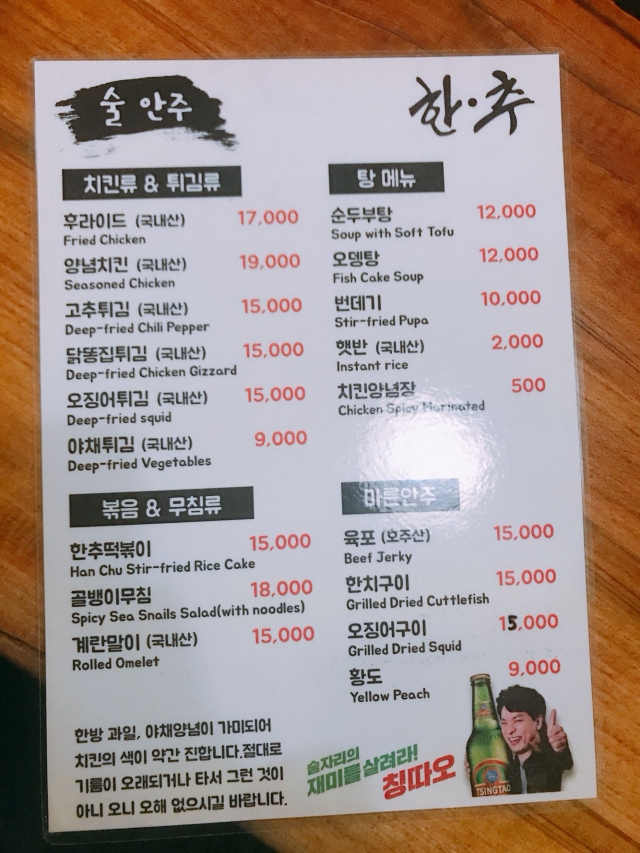 술 안주
한·추
치킨류 & 튀김류
후라이드 (국내산) 17,000
Fried Chicken
양념치킨 (국내산) 19,000
Seasoned Chicken
고추튀김 (국내산) 15,000
Deep-fried Chili Pepper
닭똥집튀김 (국내산) 15,000
Deep-fried Chicken Gizzard
오징어튀김 (국내산) 15,000
Deep-fried squid
야채튀김 (국내산) 9,000
Deep-fried Vegetables
볶음 & 무침류
한추떡볶이 15,000
Han Chu Stir-fried Rice Cake
골뱅이무침 18,000
Spicy Sea Snails Salad(with noodles)
계란말이 (국내산) 15,000
Rolled Omelet
탕 메뉴
순두부탕 12,000
Soup with Soft Tofu
오뎅탕 12,000
Fish Cake Soup
번데기 10,000
Stir-fried Pupa
햇반 (국내산) 2,000
Instant rice
치킨양념장 500
Chicken Spicy Marinated
마른안주
육포 (호주산) 15,000
Beef Jerky
한치구이 15,000
Grilled Dried Cuttlefish
오징어구이 15,000
Grilled Dried Squid
황도 9,000
Yellow Peach
한방 과일, 야채양념이 가미되어
치킨의 색이 약간 진합니다.절대로
기름이 오래되거나 타서 그런 것이
아니 오니 오해 없으시길 바랍니다.
술자리의
재미를 살려라!
칭따오
TSINGTAO